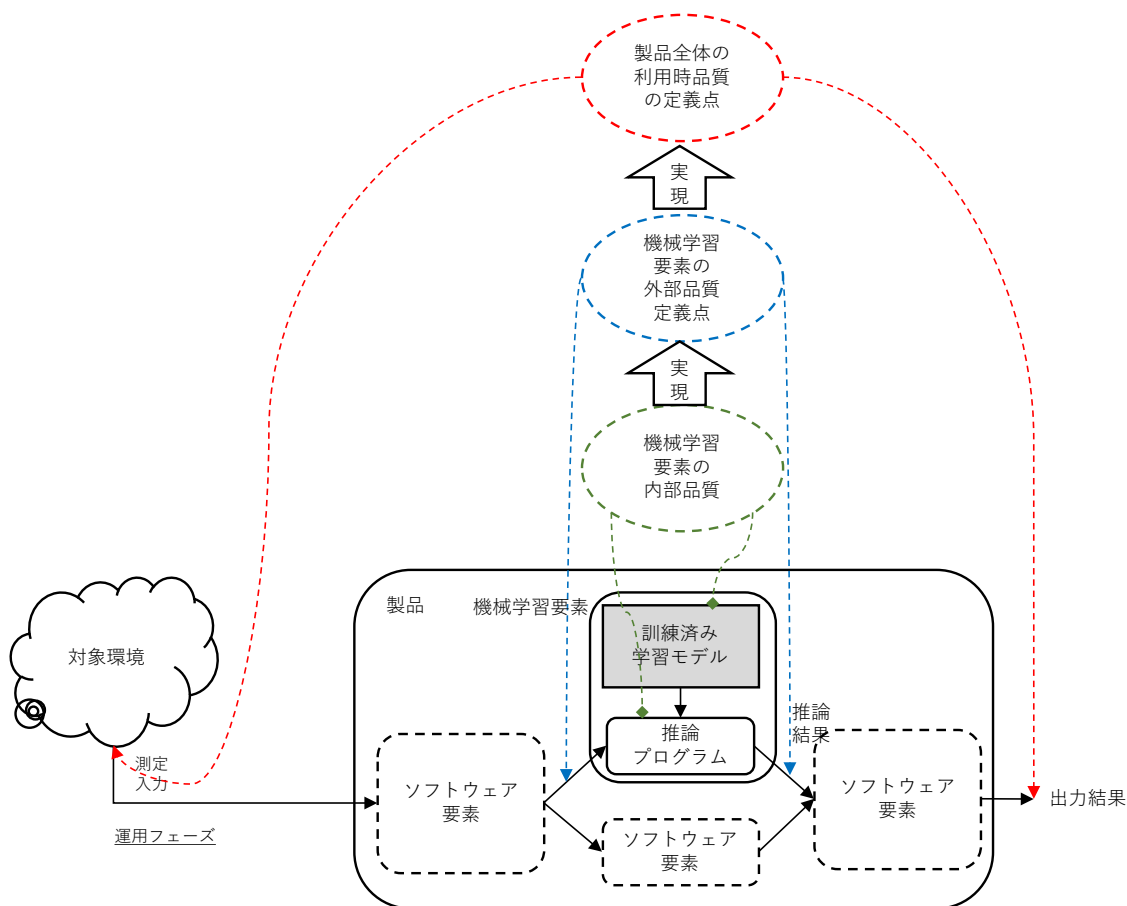 製品全体の
利用時品質
の定義点
実
現
機械学習
要素の
外部品質
定義点
実
現
機械学習
要素の
内部品質
製品
機械学習要素
訓練済み
学習モデル
対象環境
推論
結果
推論
プログラム
測定
入力
ソフトウェア
要素
ソフトウェア
要素
出力結果
運用フェーズ
ソフトウェア
要素